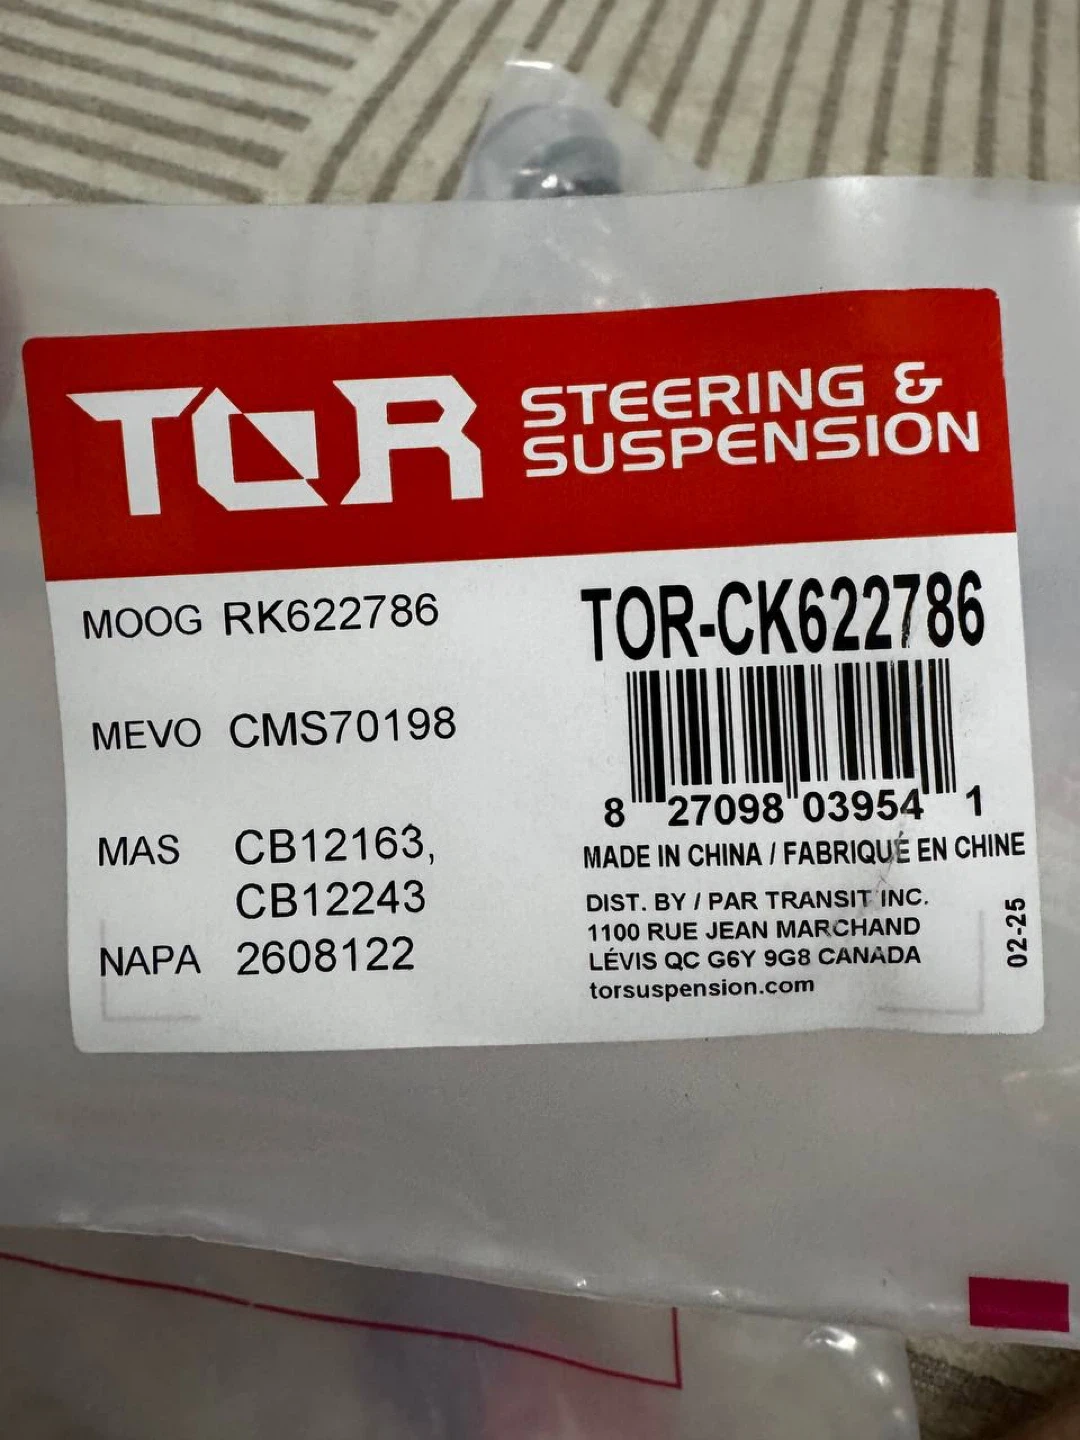 TOR STEERING &
SUSPENSION
MOOG RK622786
MEVO CMS70198
MAS CB12163,
CB12243
NAPA 2608122
TOR-CK622786
8 27098 03954 1
MADE IN CHINA / FABRIQUÉ EN CHINE
DIST. BY / PAR TRANSIT INC.
1100 RUE JEAN MARCHAND
LÉVIS QC G6Y 9G8 CANADA
torsuspension.com
02-25